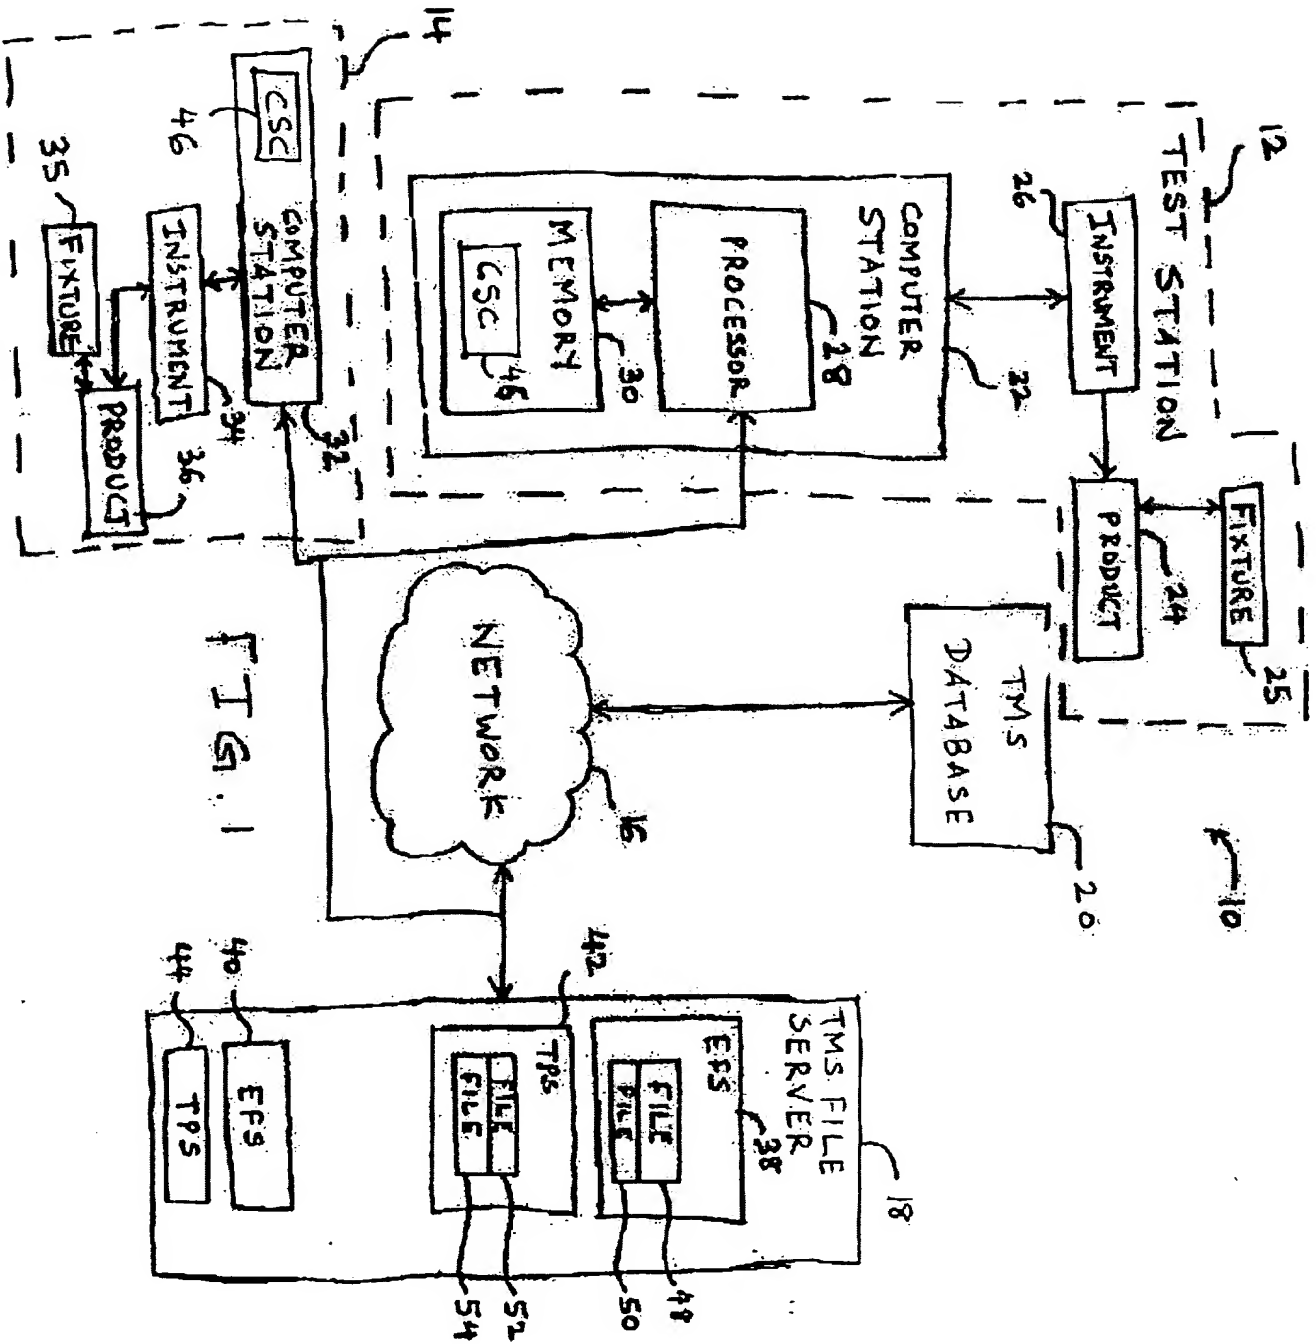 12
TEST STATION
FIXTURE
25
10
26
INSTRUMENT
PRODUCT
24
COMPUTER
STATION
22
PROCESSOR
28
MEMORY
30
CSC
46
TMS
DATABASE
20
NETWORK
16
TMS FILE
SERVER
18
EFS
38
FILE
FILE
48
50
42
TPS
FILE
FILE
52
54
EFS
40
TPS
44
14
COMPUTER
STATION
32
CSC
46
INSTRUMENT
34
PRODUCT
36
FIXTURE
35
FIG. 1